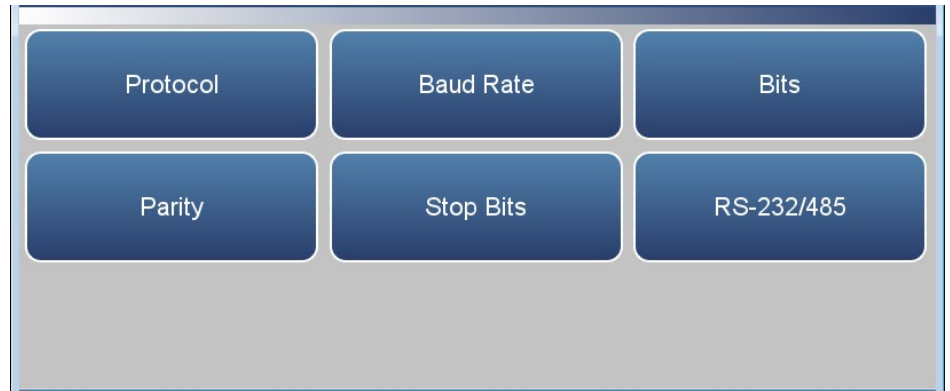 Protocol
Baud Rate
Bits
Parity
Stop Bits
RS-232/485